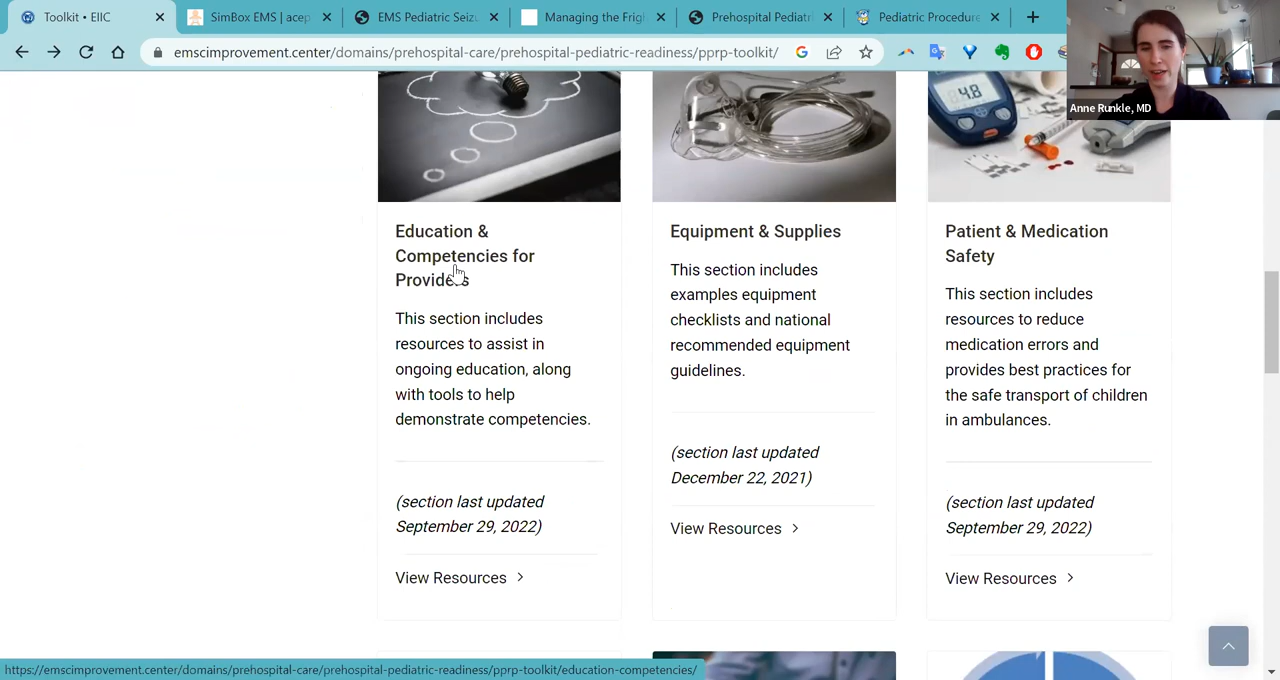 Toolkit • EIIC
SimBox EMS | acep
EMS Pediatric Seizu
Managing the Frigh
Prehospital Pediatri
Pediatric Procedure
emscimprovement.center/domains/prehospital-care/prehospital-pediatric-readiness/pprp-toolkit/
Anne Runkle, MD
4.8
Education &
Competencies for
Providers
This section includes
resources to assist in
ongoing education, along
with tools to help
demonstrate competencies.
(section last updated
September 29, 2022)
View Resources
Equipment & Supplies
This section includes
examples equipment
checklists and national
recommended equipment
guidelines.
(section last updated
December 22, 2021)
View Resources
Patient & Medication
Safety
This section includes
resources to reduce
medication errors and
provides best practices for
the safe transport of children
in ambulances.
(section last updated
September 29, 2022)
View Resources
https://emscimprovement.center/domains/prehospital-care/prehospital-pediatric-readiness/pprp-toolkit/education-competencies/